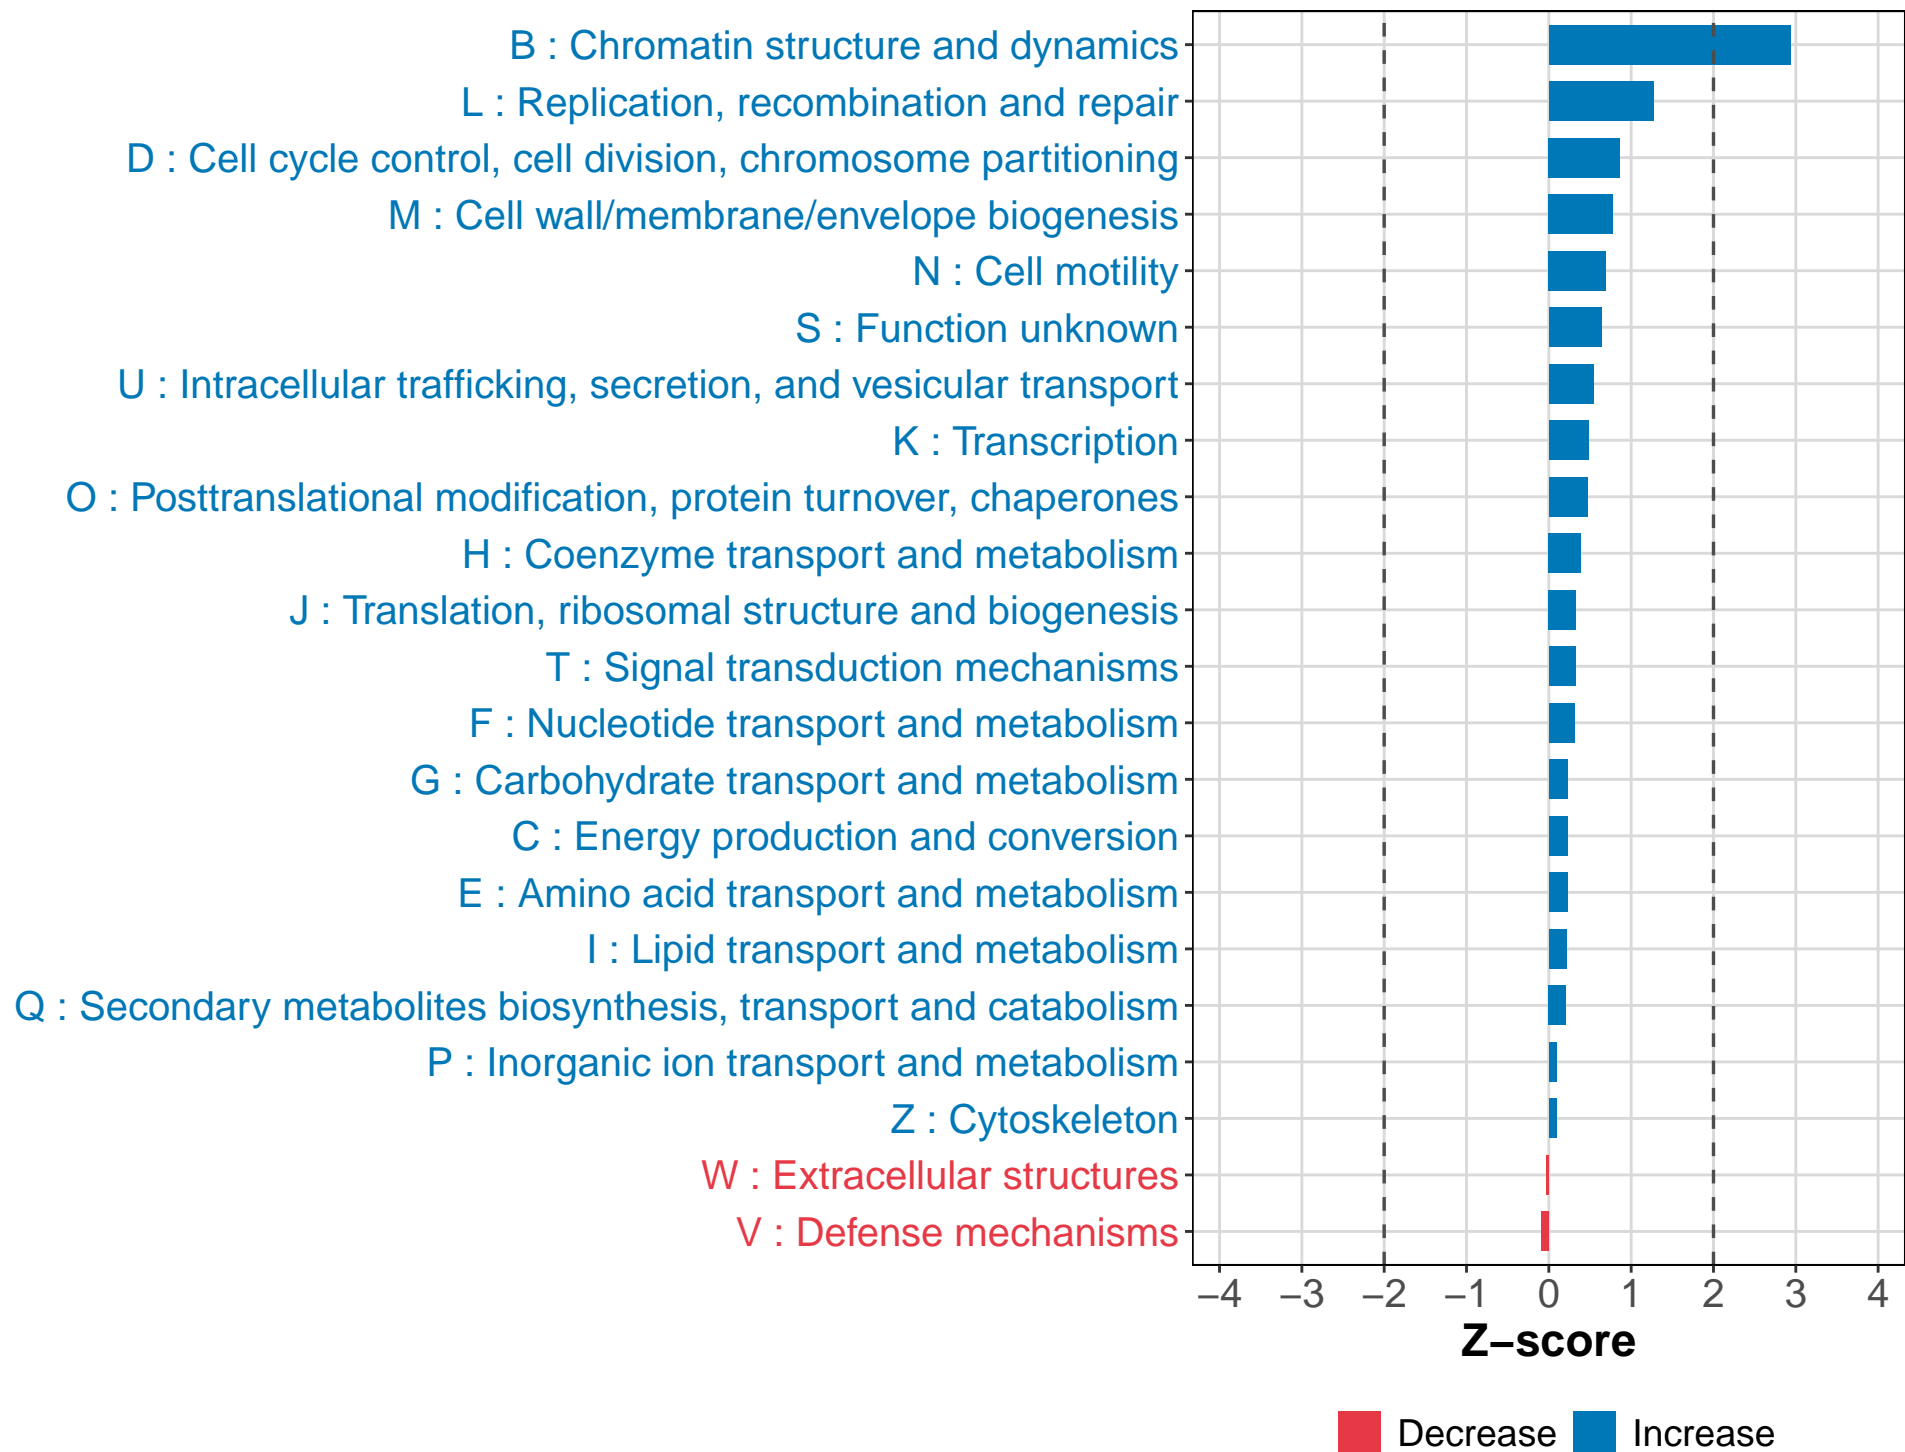 B : Chromatin structure and dynamics
L : Replication, recombination and repair
D : Cell cycle control, cell division, chromosome partitioning
M : Cell wall/membrane/envelope biogenesis
N : Cell motility
S : Function unknown
U : Intracellular trafficking, secretion, and vesicular transport
K : Transcription
O : Posttranslational modification, protein turnover, chaperones
H : Coenzyme transport and metabolism
J : Translation, ribosomal structure and biogenesis
T : Signal transduction mechanisms
F : Nucleotide transport and metabolism
G : Carbohydrate transport and metabolism
C : Energy production and conversion
E : Amino acid transport and metabolism
I : Lipid transport and metabolism
Q : Secondary metabolites biosynthesis, transport and catabolism
P : Inorganic ion transport and metabolism
Z : Cytoskeleton
W : Extracellular structures
V : Defense mechanisms
−4 −3 −2 −1 0 1 2 3 4
Z−score
Decrease Increase